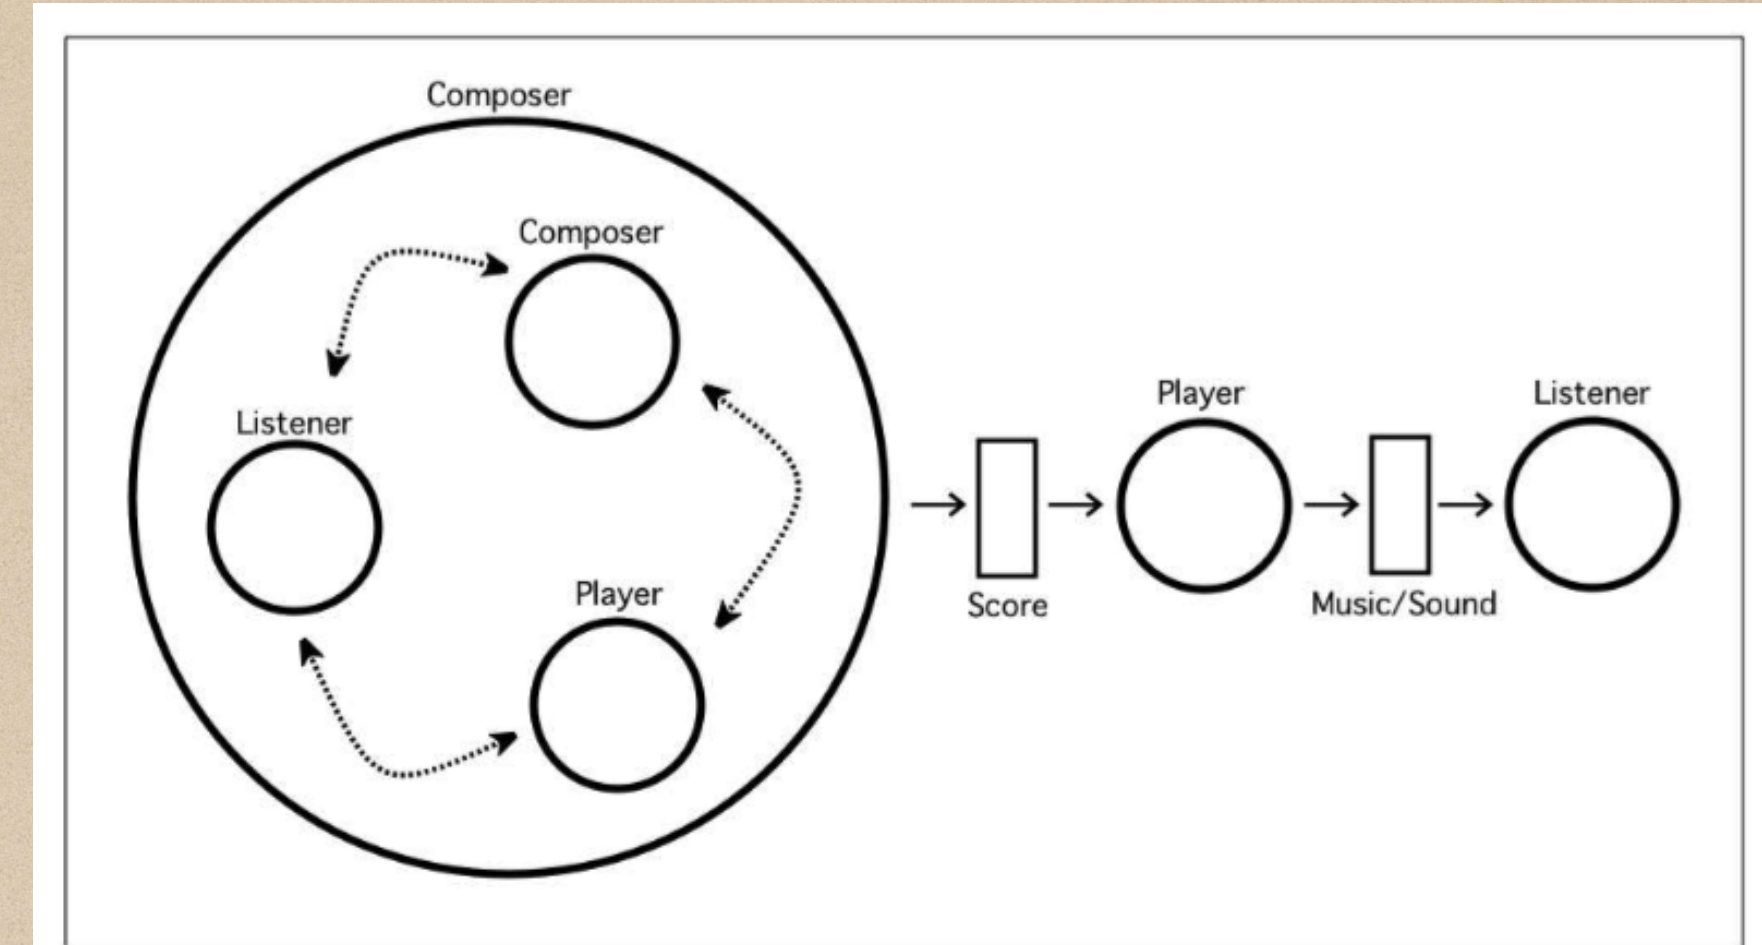 Composer
Composer
Listener
Player
Score
Player
Music/Sound
Listener